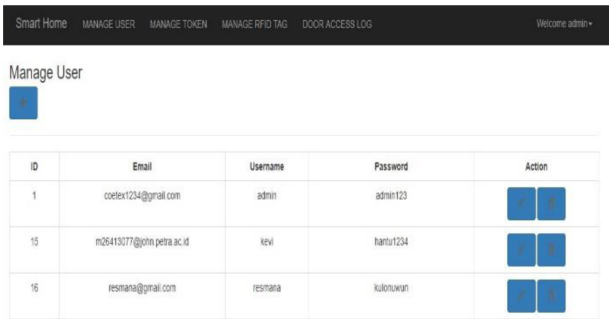 Smart Home MANAGE USER MANAGE TOKEN MANAGE RFID TAG DOOR ACCESS LOG Welcome admin
Manage User
ID Email Username Password Action
1 coetex1234@gmail.com admin admin123
15 m26413077@john.petra.ac.id kevi hantu1234
16 resmana@gmail.com resmana kulonuwun